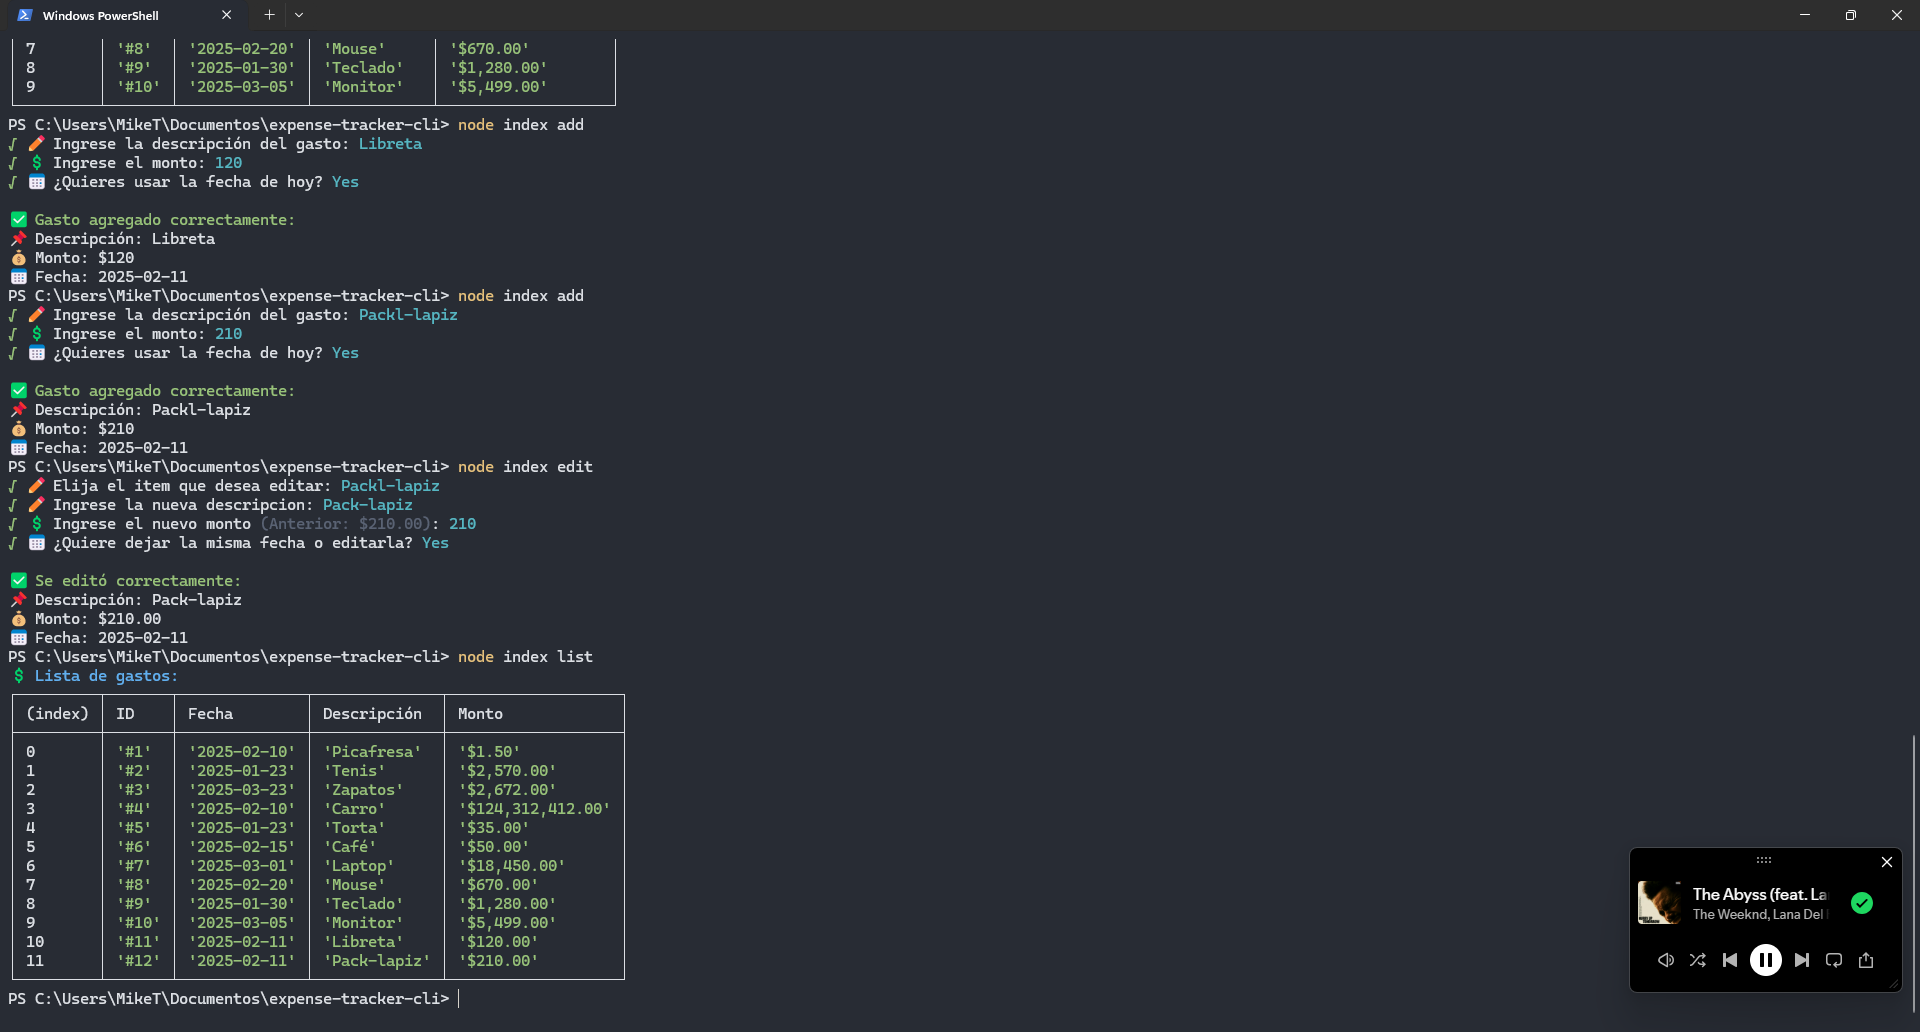 Windows PowerShell
7 '#8' '2025-02-20' 'Mouse' '$670.00'
8 '#9' '2025-01-30' 'Teclado' '$1,280.00'
9 '#10' '2025-03-05' 'Monitor' '$5,499.00'
PS C:\Users\MikeT\Documentos\expense-tracker-cli> node index add
√ ✏️ Ingrese la descripción del gasto: Libreta
√ 💲 Ingrese el monto: 120
√ 📅 ¿Quieres usar la fecha de hoy? Yes
✅ Gasto agregado correctamente:
📌 Descripción: Libreta
💰 Monto: $120
📅 Fecha: 2025-02-11
PS C:\Users\MikeT\Documentos\expense-tracker-cli> node index add
√ ✏️ Ingrese la descripción del gasto: Packl-lapiz
√ 💲 Ingrese el monto: 210
√ 📅 ¿Quieres usar la fecha de hoy? Yes
✅ Gasto agregado correctamente:
📌 Descripción: Packl-lapiz
💰 Monto: $210
📅 Fecha: 2025-02-11
PS C:\Users\MikeT\Documentos\expense-tracker-cli> node index edit
√ ✏️ Elija el item que desea editar: Packl-lapiz
√ ✏️ Ingrese la nueva descripcion: Pack-lapiz
√ 💲 Ingrese el nuevo monto (Anterior: $210.00): 210
√ 📅 ¿Quiere dejar la misma fecha o editarla? Yes
✅ Se editó correctamente:
📌 Descripción: Pack-lapiz
💰 Monto: $210.00
📅 Fecha: 2025-02-11
PS C:\Users\MikeT\Documentos\expense-tracker-cli> node index list
💲 Lista de gastos:
(index) ID Fecha Descripción Monto
0 '#1' '2025-02-10' 'Picafresa' '$1.50'
1 '#2' '2025-01-23' 'Tenis' '$2,570.00'
2 '#3' '2025-03-23' 'Zapatos' '$2,672.00'
3 '#4' '2025-02-10' 'Carro' '$124,312,412.00'
4 '#5' '2025-01-23' 'Torta' '$35.00'
5 '#6' '2025-02-15' 'Café' '$50.00'
6 '#7' '2025-03-01' 'Laptop' '$18,450.00'
7 '#8' '2025-02-20' 'Mouse' '$670.00'
8 '#9' '2025-01-30' 'Teclado' '$1,280.00'
9 '#10' '2025-03-05' 'Monitor' '$5,499.00'
10 '#11' '2025-02-11' 'Libreta' '$120.00'
11 '#12' '2025-02-11' 'Pack-lapiz' '$210.00'
PS C:\Users\MikeT\Documentos\expense-tracker-cli>
The Abyss (feat. La
The Weeknd, Lana Del